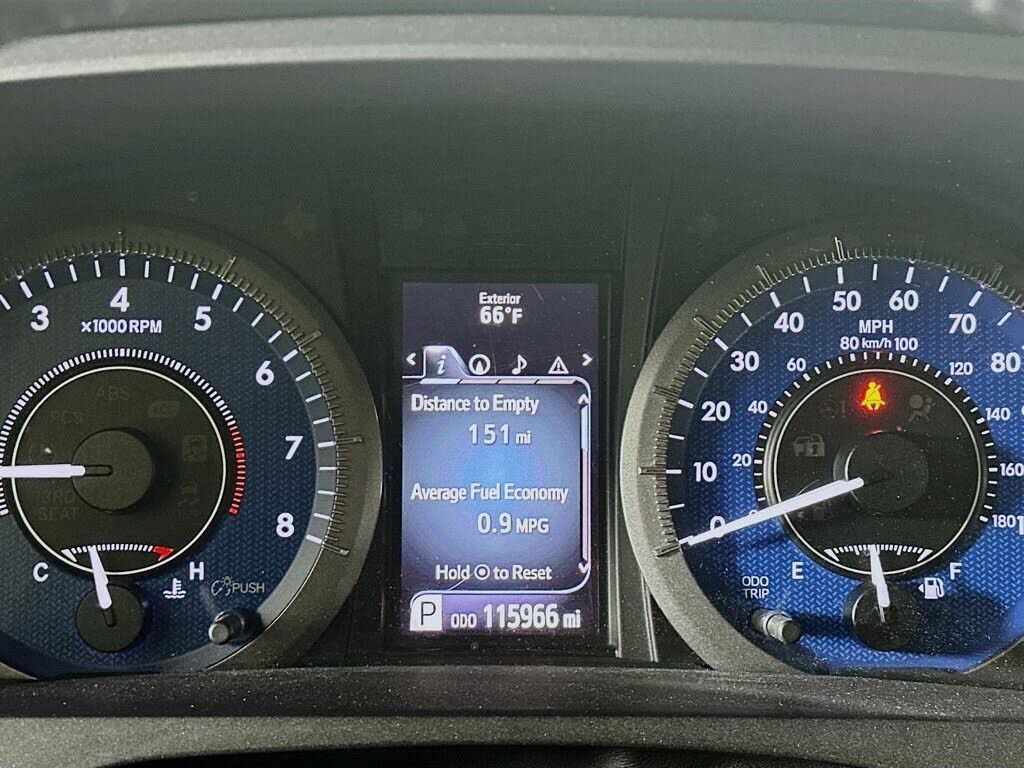 3
4
5
6
7
8
x1000 RPM
ABS
C
H
PUSH
Exterior
66°F
< i >
Distance to Empty
151 mi
Average Fuel Economy
0.9 MPG
Hold to Reset
P ODO 115966 mi
0
10
20
30
40
50
60
70
80
MPH
80 km/h 100
20
40
60
120
140
160
180
ODO
TRIP
E
F